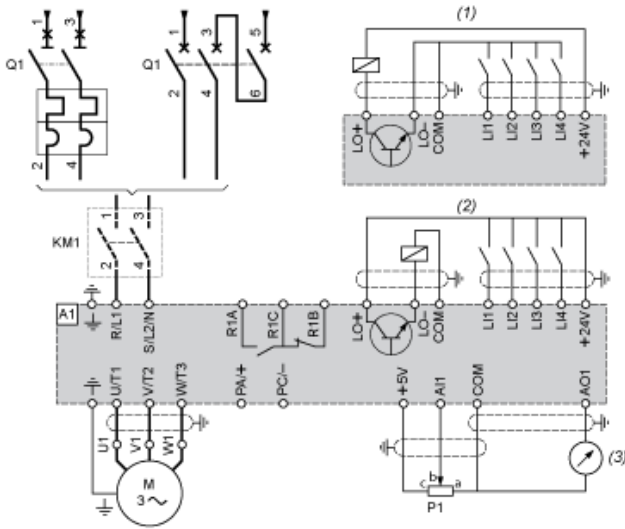 1 3
Q1
2 4
1 3 5
Q1
2 4 6
1 3
KM1
2 4
(1)
LO+ LO- COM LI1 LI2 LI3 LI4 +24V
(2)
A1
R/L1 S/L2/N R1A R1C R1B LO+ LO- COM LI1 LI2 LI3 LI4 +24V
U/T1 V/T2 W/T3 PA/+ PC/– +5V AI1 COM AO1
U1 V1 W1
M
3 ~
c b a
P1
(3)